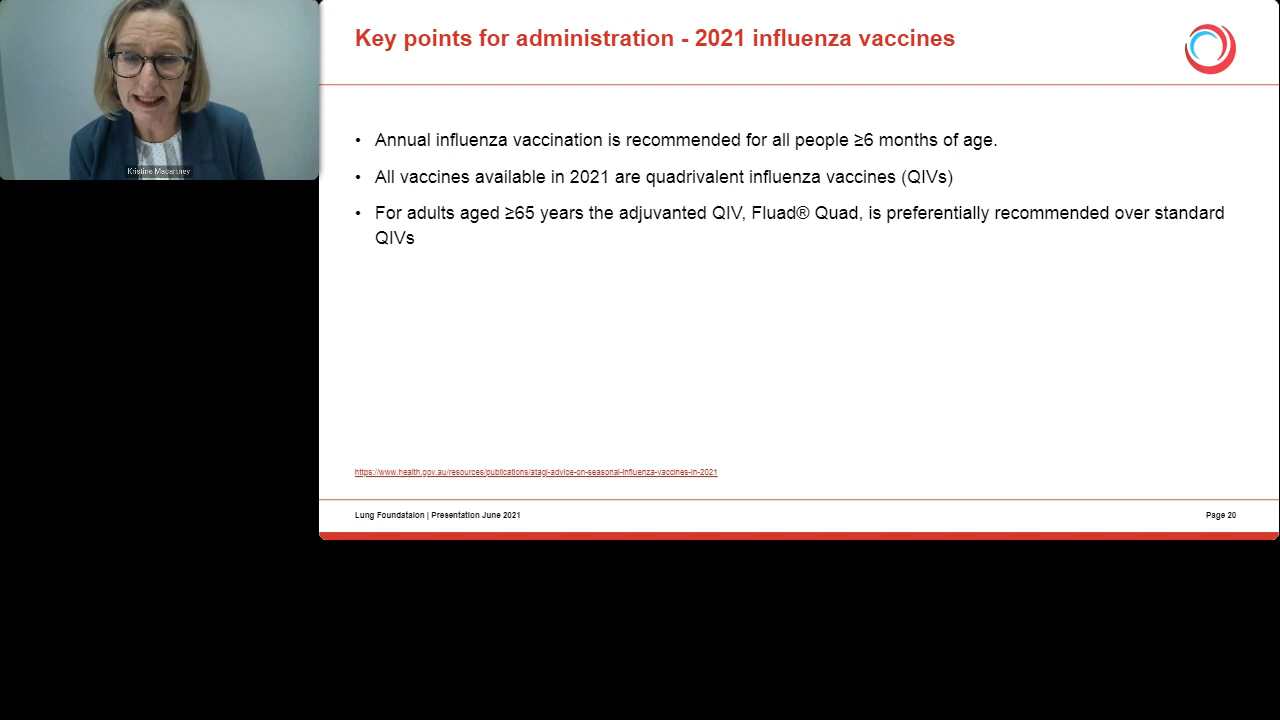 Key points for administration - 2021 influenza vaccines
Kristine Macartney
• Annual influenza vaccination is recommended for all people ≥6 months of age.
• All vaccines available in 2021 are quadrivalent influenza vaccines (QIVs)
• For adults aged ≥65 years the adjuvanted QIV, Fluad® Quad, is preferentially recommended over standard
QIVs
https://www.health.gov.au/resources/publications/atagi-advice-on-seasonal-influenza-vaccines-in-2021
Lung Foundataion | Presentation June 2021
Page 20